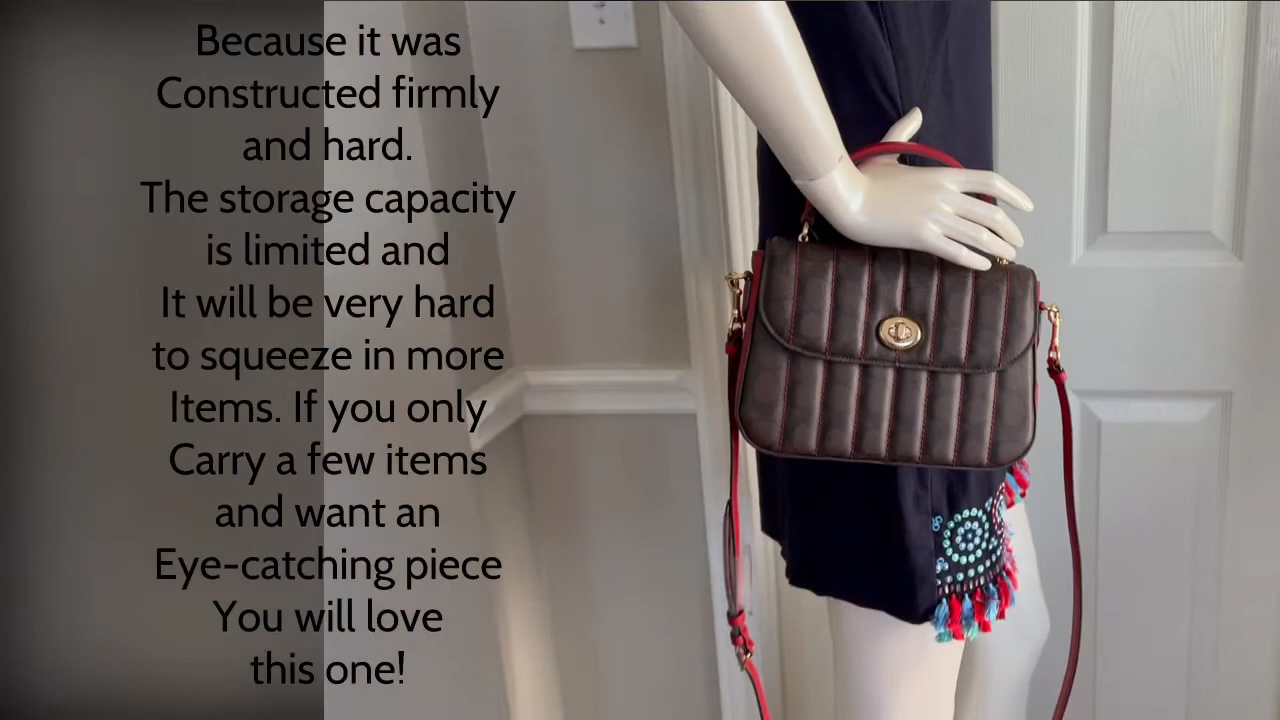 Because it was
Constructed firmly
and hard.
The storage capacity
is limited and
It will be very hard
to squeeze in more
Items. If you only
Carry a few items
and want an
Eye-catching piece
You will love
this one!